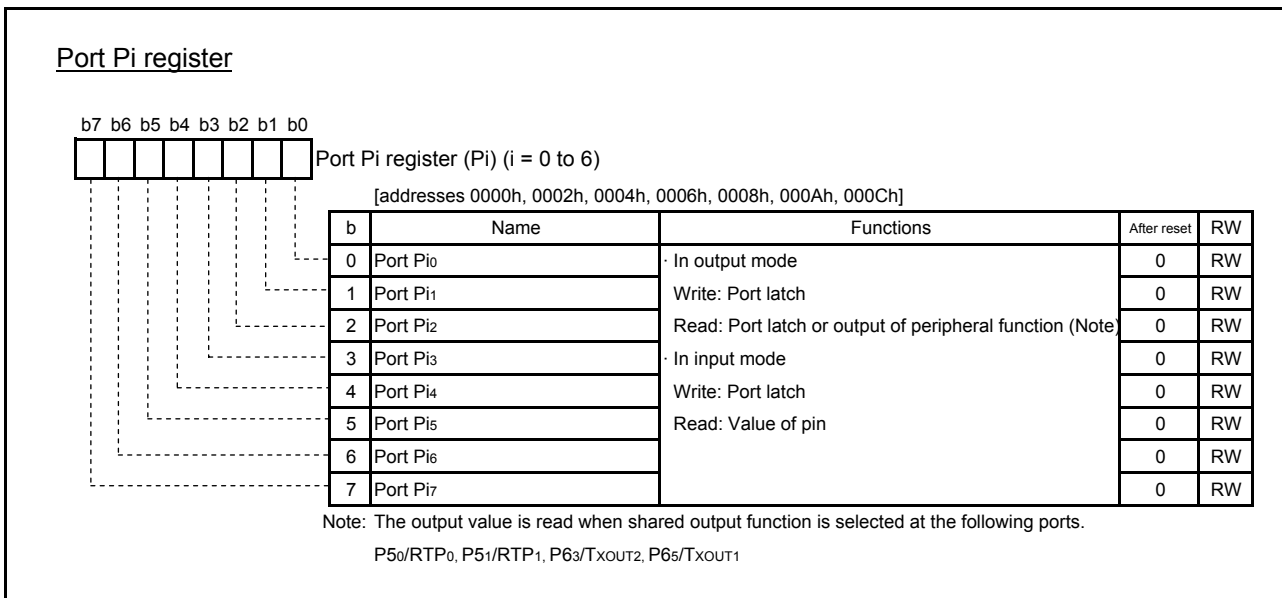 Port Pi register
b7 b6 b5 b4 b3 b2 b1 b0
Port Pi register (Pi) (i = 0 to 6)
[addresses 0000h, 0002h, 0004h, 0006h, 0008h, 000Ah, 000Ch]
b Name Functions After reset RW
0 Port Pi0 · In output mode 0 RW
1 Port Pi1 Write: Port latch 0 RW
2 Port Pi2 Read: Port latch or output of peripheral function (Note) 0 RW
3 Port Pi3 · In input mode 0 RW
4 Port Pi4 Write: Port latch 0 RW
5 Port Pi5 Read: Value of pin 0 RW
6 Port Pi6 0 RW
7 Port Pi7 0 RW
Note: The output value is read when shared output function is selected at the following ports.
P50/RTP0, P51/RTP1, P63/TXOUT2, P65/TXOUT1